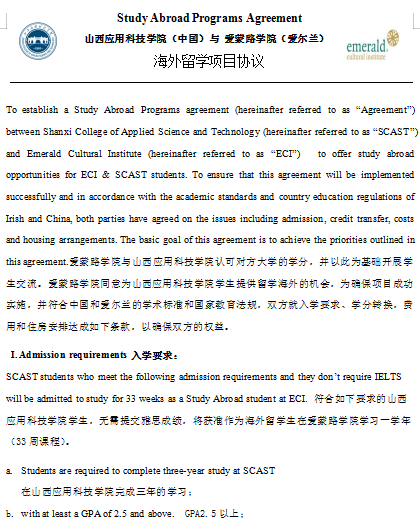 Study Abroad Programs Agreement
山西应用科技学院（中国）与 爱蒙路学院（爱尔兰）
emerald
cultural institute
海外留学项目协议
To establish a Study Abroad Programs agreement (hereinafter referred to as “Agreement”)
between Shanxi College of Applied Science and Technology (hereinafter referred to as “SCAST”)
and Emerald Cultural Institute (hereinafter referred to as “ECI”) to offer study abroad
opportunities for ECI & SCAST students. To ensure that this agreement will be implemented
successfully and in accordance with the academic standards and country education regulations of
Irish and China, both parties have agreed on the issues including admission, credit transfer, costs
and housing arrangements. The basic goal of this agreement is to achieve the priorities outlined in
this agreement.爱蒙路学院与山西应用科技学院认可对方大学的学分，并以此为基础开展学
生交流。爱蒙路学院同意为山西应用科技学院学生提供留学海外的机会，为确保项目成功
实施，并符合中国和爱尔兰的学术标准和国家教育法规，双方就入学要求、学分转换，费
用和住房安排达成如下条款，以确保双方的权益。
I. Admission requirements 入学要求：
SCAST students who meet the following admission requirements and they don’t require IELTS
will be admitted to study for 33 weeks as a Study Abroad student at ECI. 符合如下要求的山西
应用科技学院学生，无需提交雅思成绩，将获准作为海外留学生在爱蒙路学院学习一学年
（33 周课程）。
a. Students are required to complete three-year study at SCAST
在山西应用科技学院完成三年的学习；
b. with at least a GPA of 2.5 and above. GPA2.5 以上；